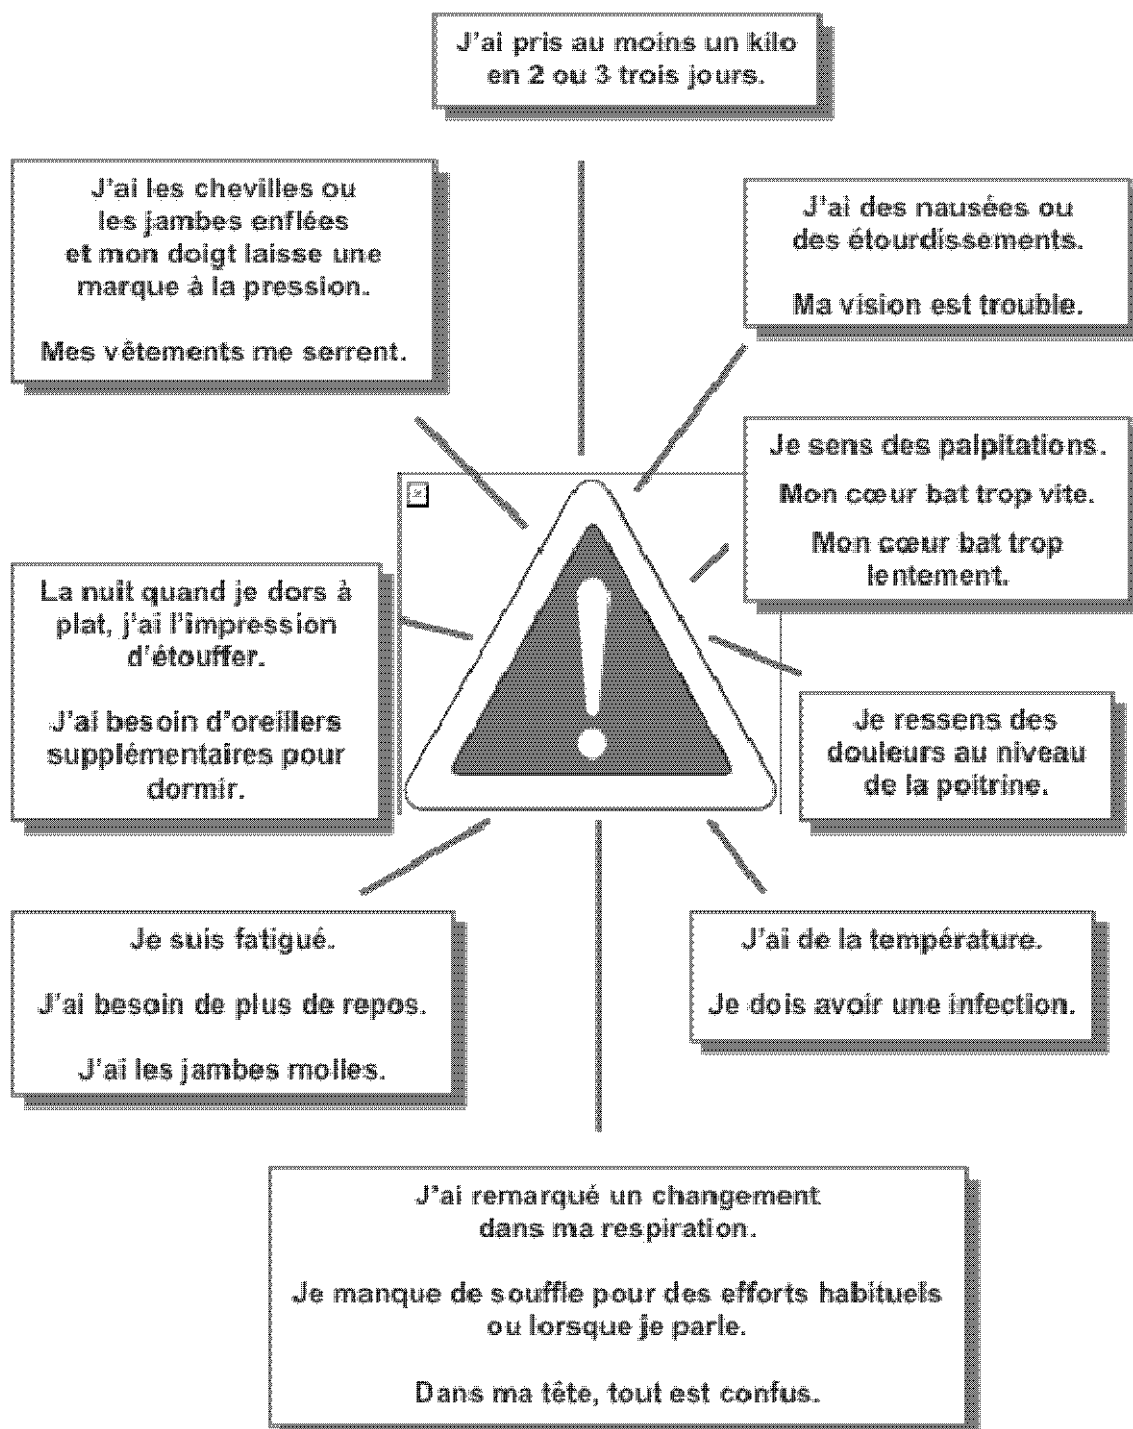 J'ai pris au moins un kilo
en 2 ou 3 trois jours.
J'ai les chevilles ou
les jambes enflées
et mon doigt laisse une
marque à la pression.
Mes vêtements me serrent.
J'ai des nausées ou
des étourdissements.
Ma vision est trouble.
Je sens des palpitations.
Mon cœur bat trop vite.
Mon cœur bat trop
lentement.
La nuit quand je dors à
plat, j'ai l'impression
d'étouffer.
J'ai besoin d'oreillers
supplémentaires pour
dormir.
Je ressens des
douleurs au niveau
de la poitrine.
Je suis fatigué.
J'ai besoin de plus de repos.
J'ai les jambes molles.
J'ai de la température.
Je dois avoir une infection.
J'ai remarqué un changement
dans ma respiration.
Je manque de souffle pour des efforts habituels
ou lorsque je parle.
Dans ma tête, tout est confus.